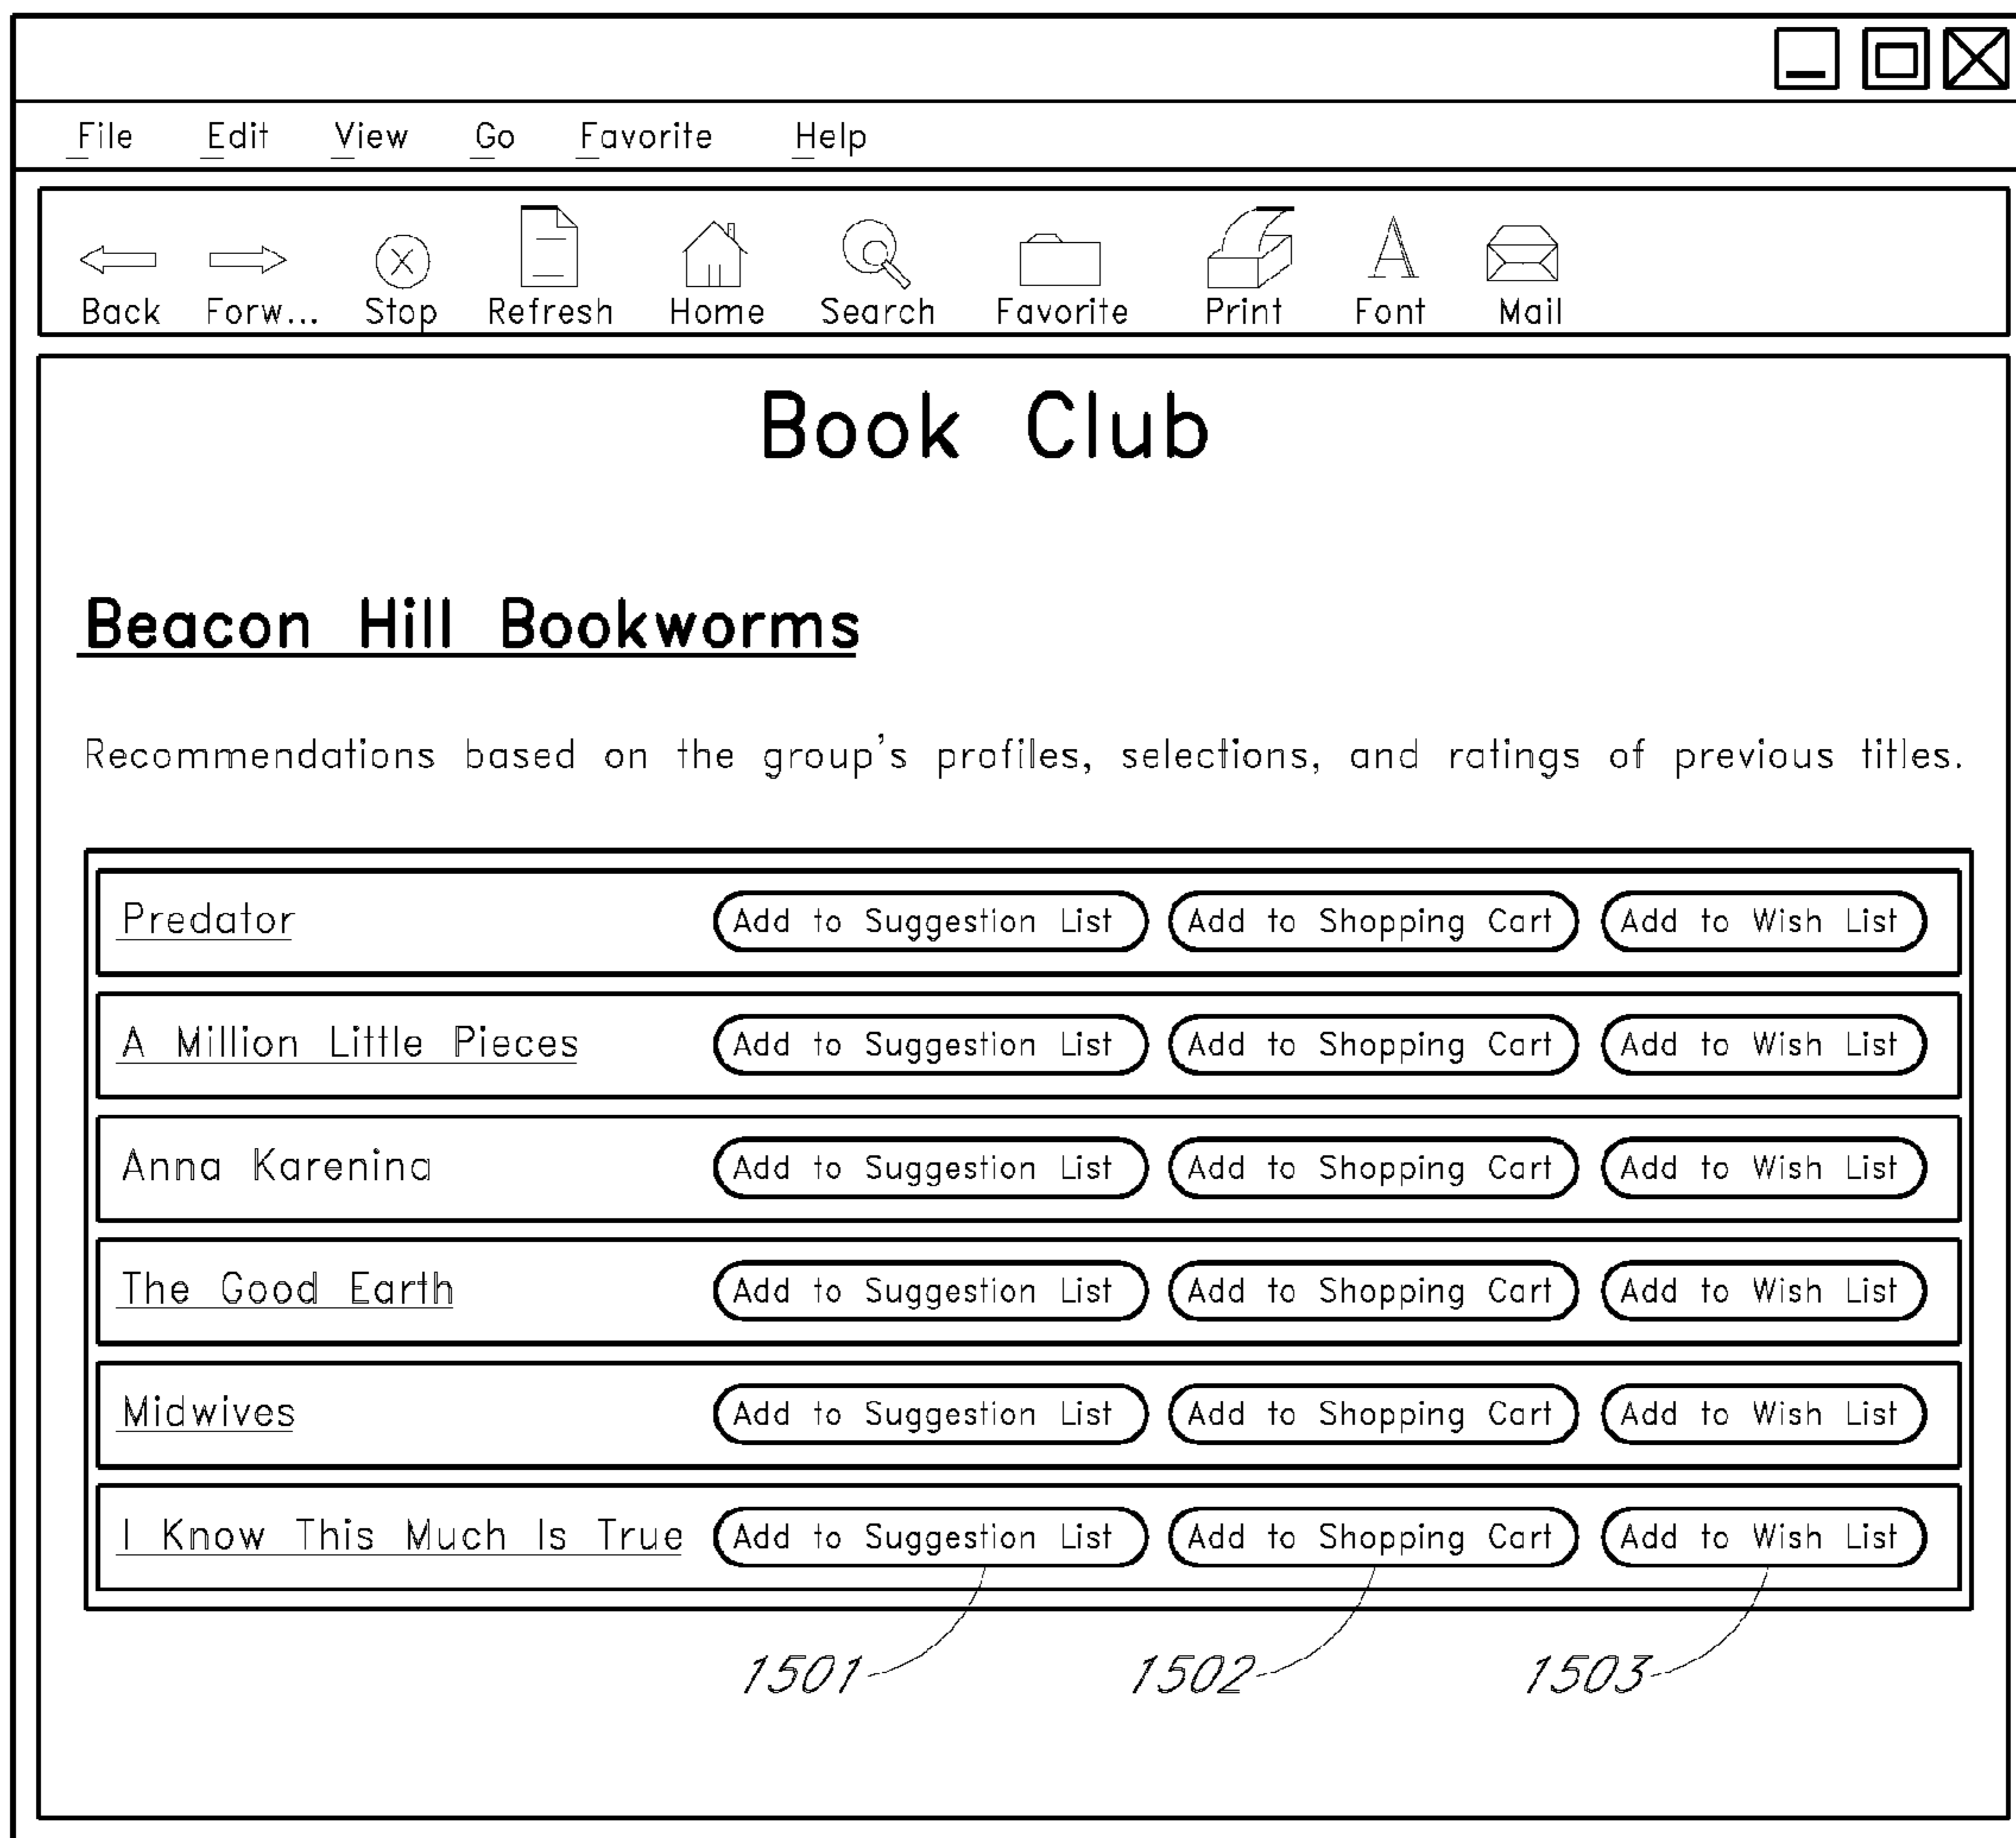 File Edit View Go Favorite Help
Back Forw... Stop Refresh Home Search Favorite Print Font Mail
Book Club
Beacon Hill Bookworms
Recommendations based on the group's profiles, selections, and ratings of previous titles.
Predator Add to Suggestion List Add to Shopping Cart Add to Wish List
A Million Little Pieces Add to Suggestion List Add to Shopping Cart Add to Wish List
Anna Karenina Add to Suggestion List Add to Shopping Cart Add to Wish List
The Good Earth Add to Suggestion List Add to Shopping Cart Add to Wish List
Midwives Add to Suggestion List Add to Shopping Cart Add to Wish List
I Know This Much Is True Add to Suggestion List Add to Shopping Cart Add to Wish List
1501 1502 1503